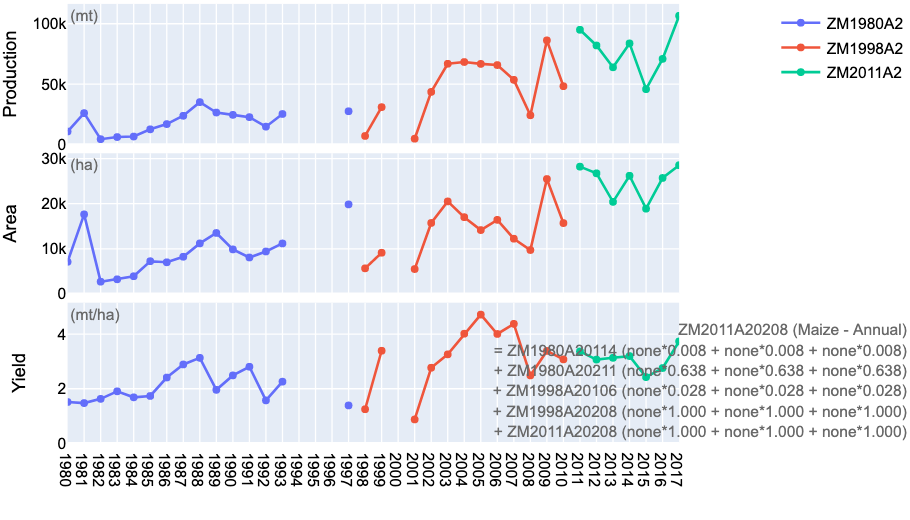 Production
(mt)
100k
50k
0
ZM1980A2
ZM1998A2
ZM2011A2
Area
(ha)
30k
20k
10k
0
Yield
(mt/ha)
4
2
0
ZM2011A20208 (Maize - Annual)
= ZM1980A20114 (none*0.008 + none*0.008 + none*0.008)
+ ZM1980A20211 (none*0.638 + none*0.638 + none*0.638)
+ ZM1998A20106 (none*0.028 + none*0.028 + none*0.028)
+ ZM1998A20208 (none*1.000 + none*1.000 + none*1.000)
+ ZM2011A20208 (none*1.000 + none*1.000 + none*1.000)
1980
1981
1982
1983
1984
1985
1986
1987
1988
1989
1990
1991
1992
1993
1994
1995
1996
1997
1998
1999
2000
2001
2002
2003
2004
2005
2006
2007
2008
2009
2010
2011
2012
2013
2014
2015
2016
2017